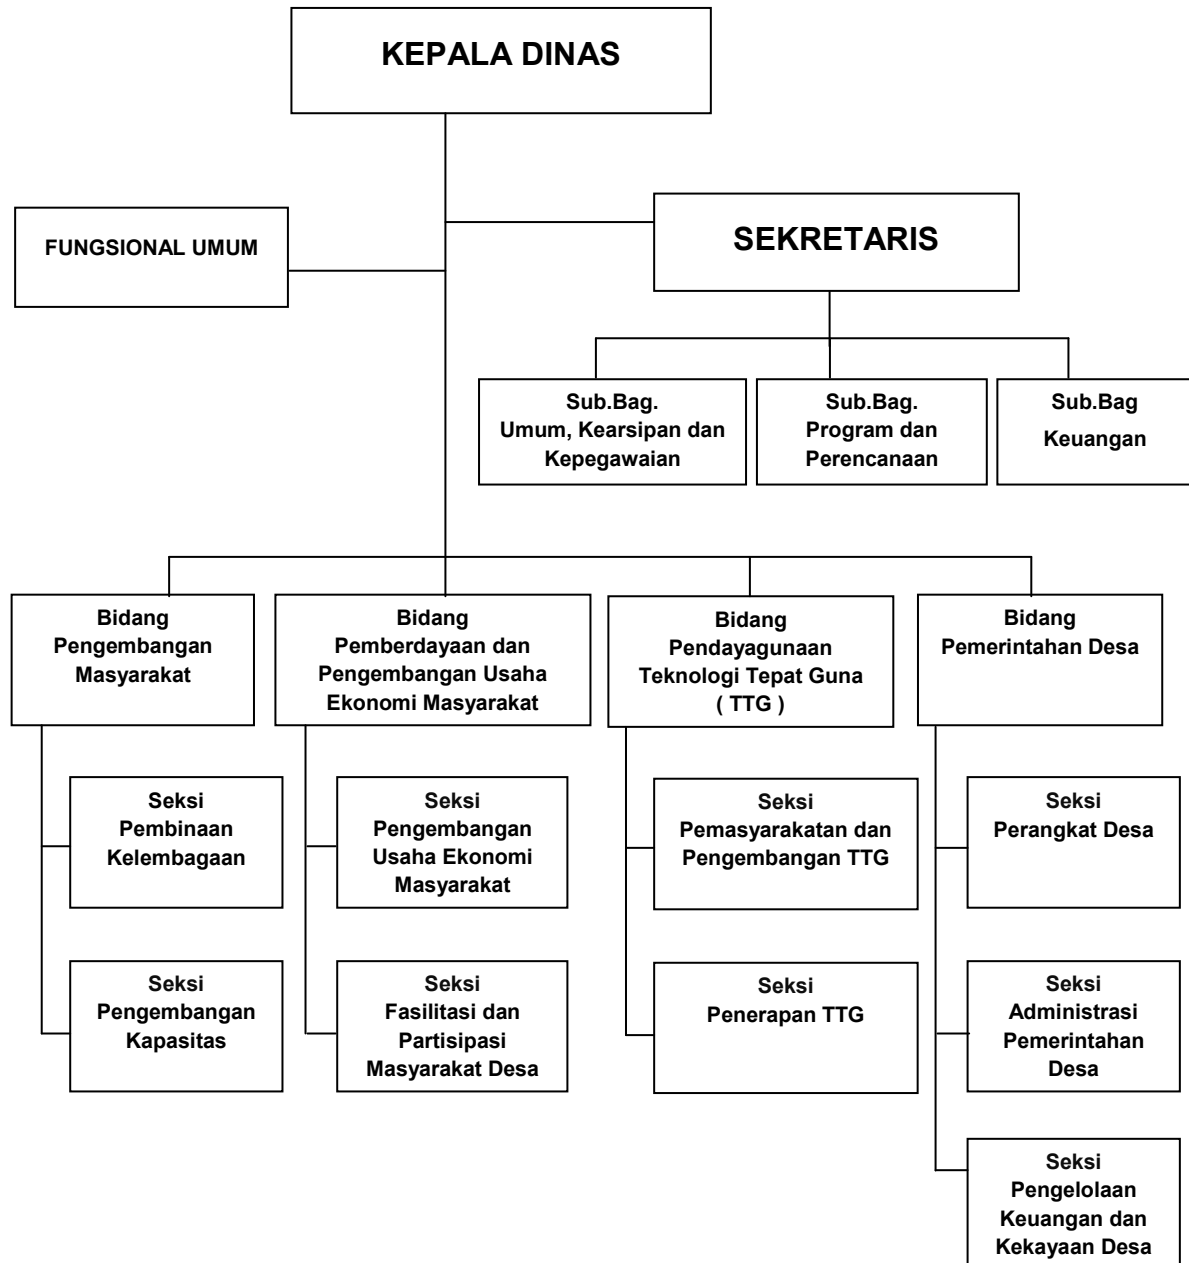 KEPALA DINAS
FUNGSIONAL UMUM
SEKRETARIS
Sub.Bag.
Umum, Kearsipan dan
Kepegawaian
Sub.Bag.
Program dan
Perencanaan
Sub.Bag
Keuangan
Bidang
Pengembangan
Masyarakat
Bidang
Pemberdayaan dan
Pengembangan Usaha
Ekonomi Masyarakat
Bidang
Pendayagunaan
Teknologi Tepat Guna
( TTG )
Bidang
Pemerintahan Desa
Seksi
Pembinaan
Kelembagaan
Seksi
Pengembangan
Usaha Ekonomi
Masyarakat
Seksi
Pemasyarakatan dan
Pengembangan TTG
Seksi
Perangkat Desa
Seksi
Pengembangan
Kapasitas
Seksi
Fasilitasi dan
Partisipasi
Masyarakat Desa
Seksi
Penerapan TTG
Seksi
Administrasi
Pemerintahan
Desa
Seksi
Pengelolaan
Keuangan dan
Kekayaan Desa